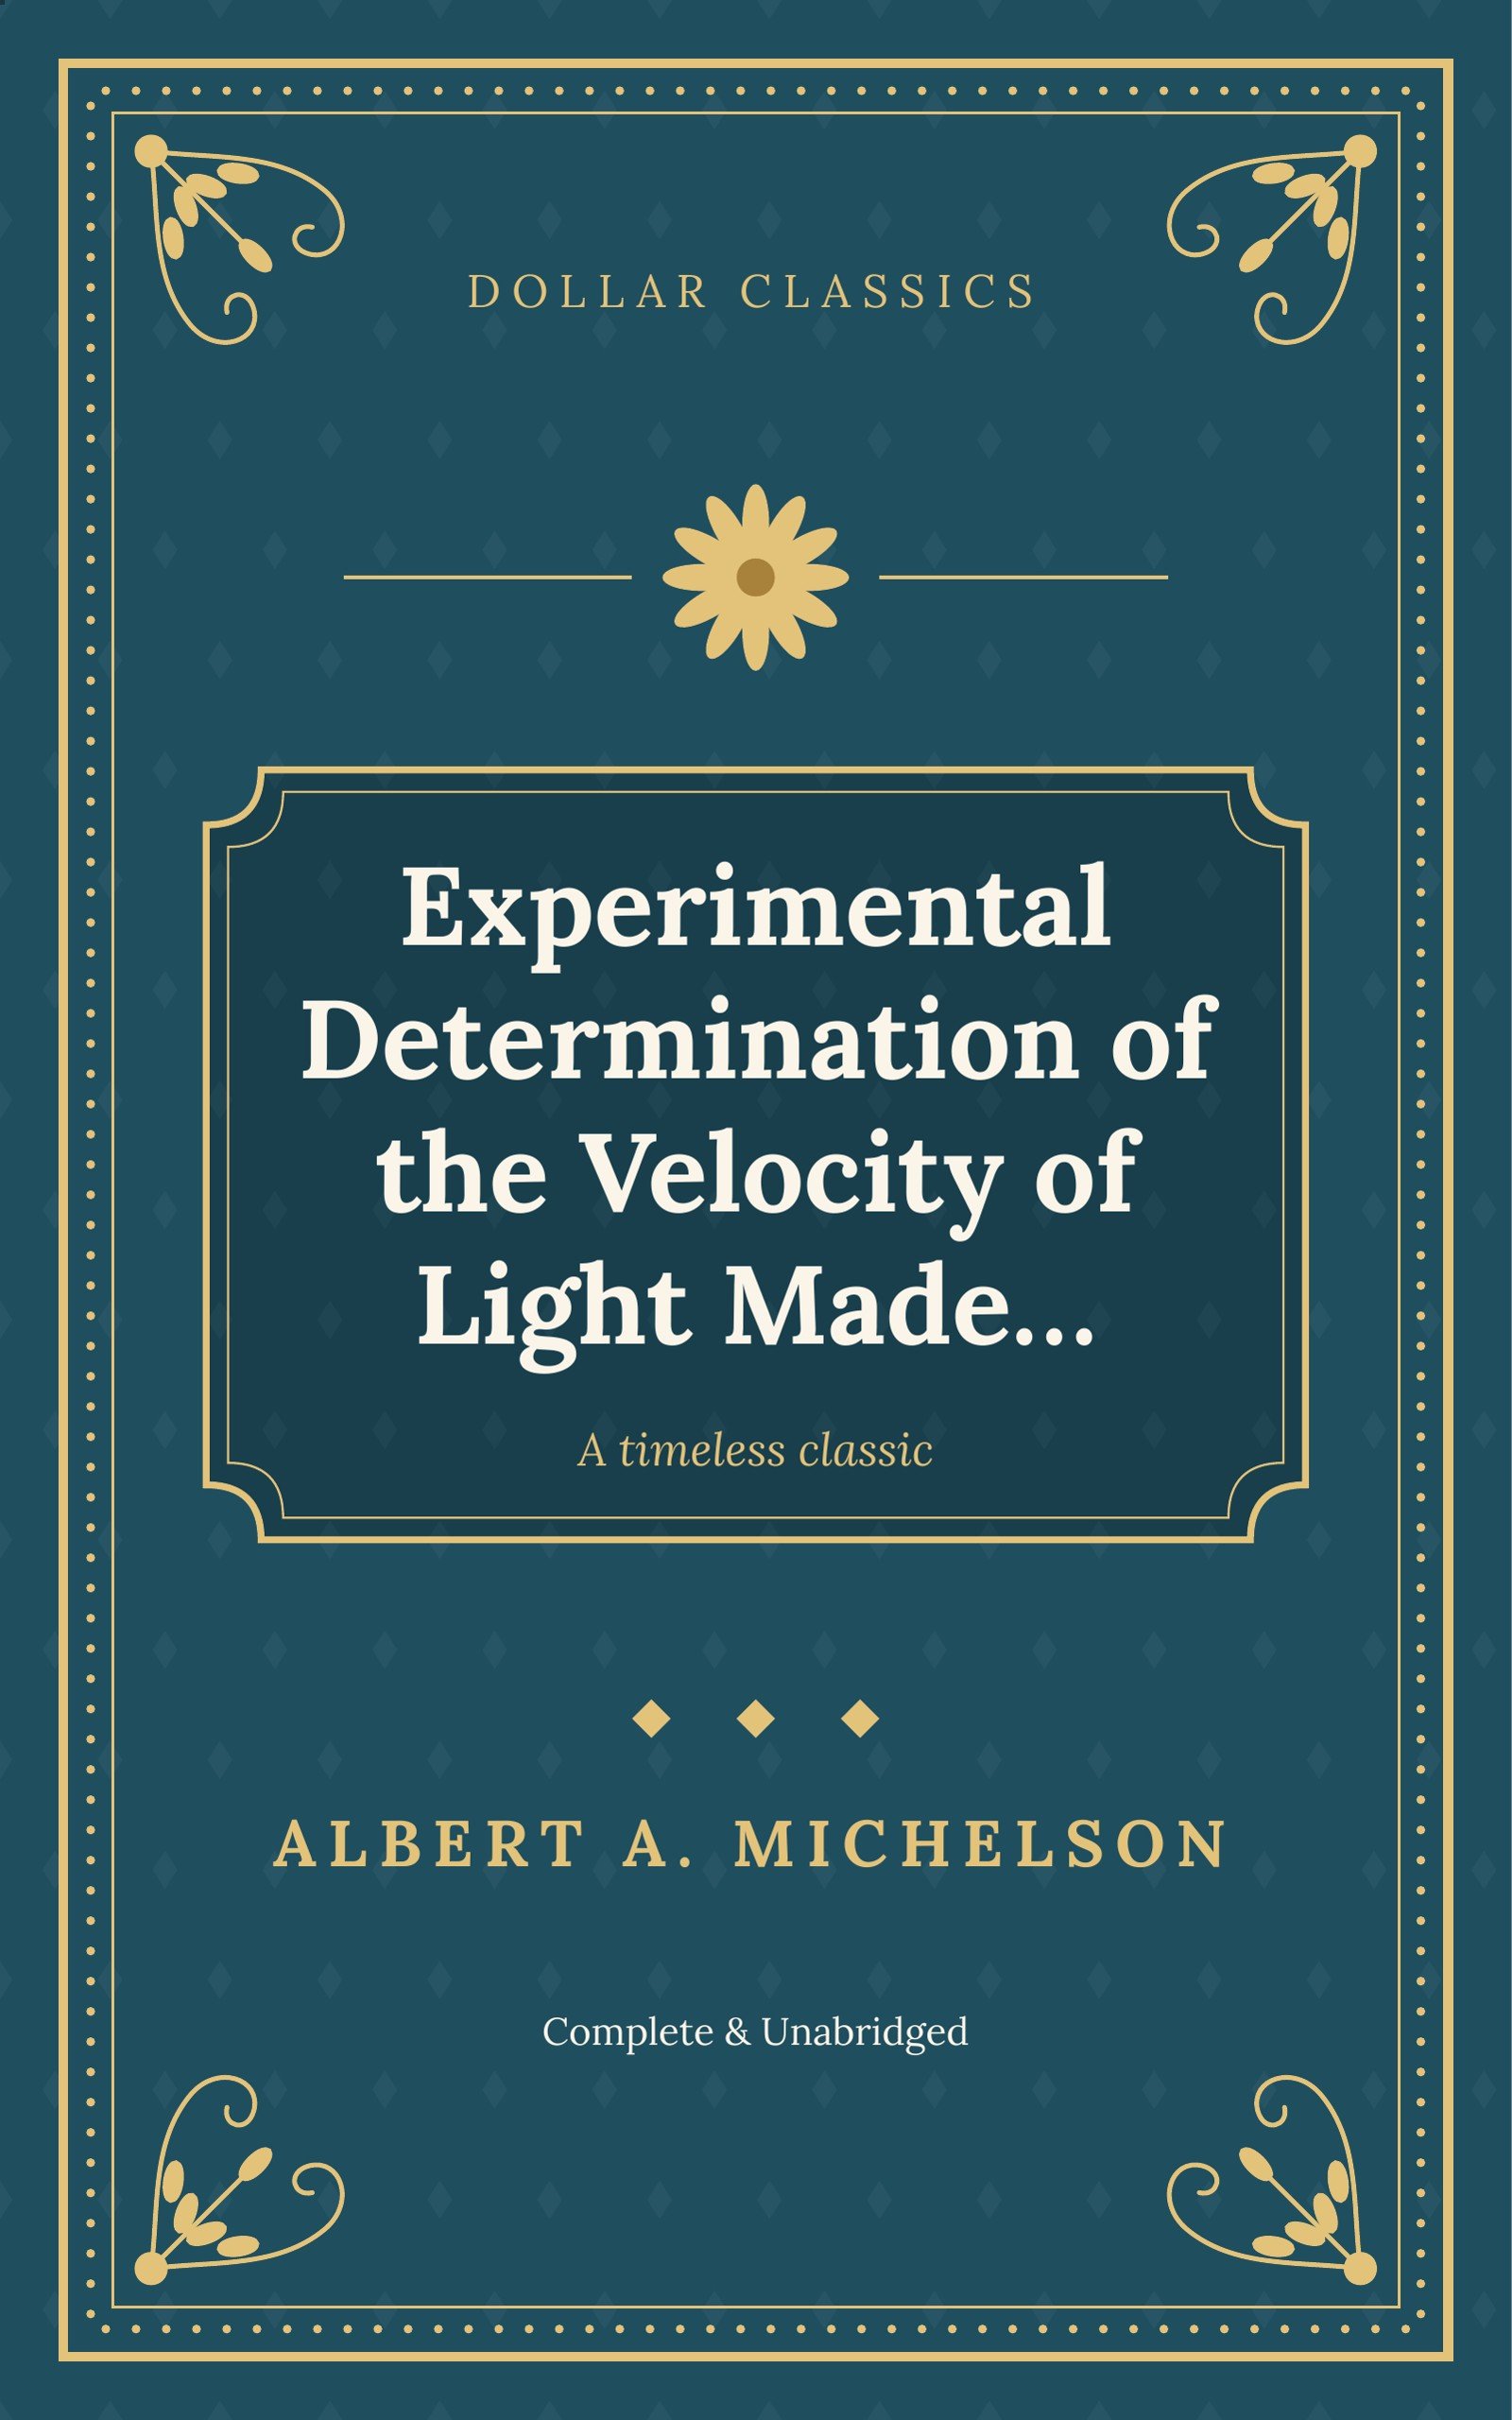 DOLLAR CLASSICS
Experimental
Determination of
the Velocity of
Light Made...
A timeless classic
ALBERT A. MICHELSON
Complete & Unabridged